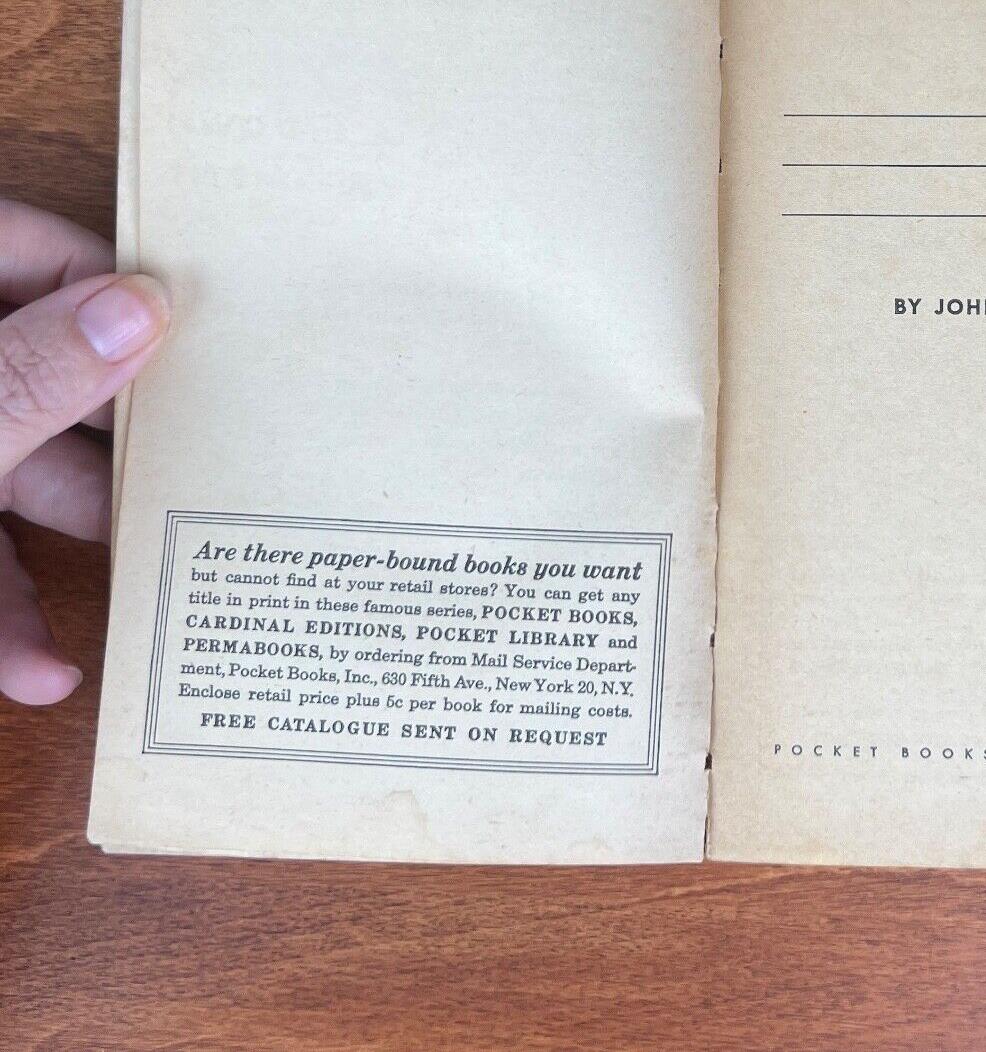 Are there paper-bound books you want
but cannot find at your retail stores? You can get any
title in print in these famous series, POCKET BOOKS,
CARDINAL EDITIONS, POCKET LIBRARY and
PERMABOOKS, by ordering from Mail Service Depart-
ment, Pocket Books, Inc., 630 Fifth Ave., New York 20, N.Y.
Enclose retail price plus 5c per book for mailing costs.
FREE CATALOGUE SENT ON REQUEST
BY JOH
POCKET BOOKS